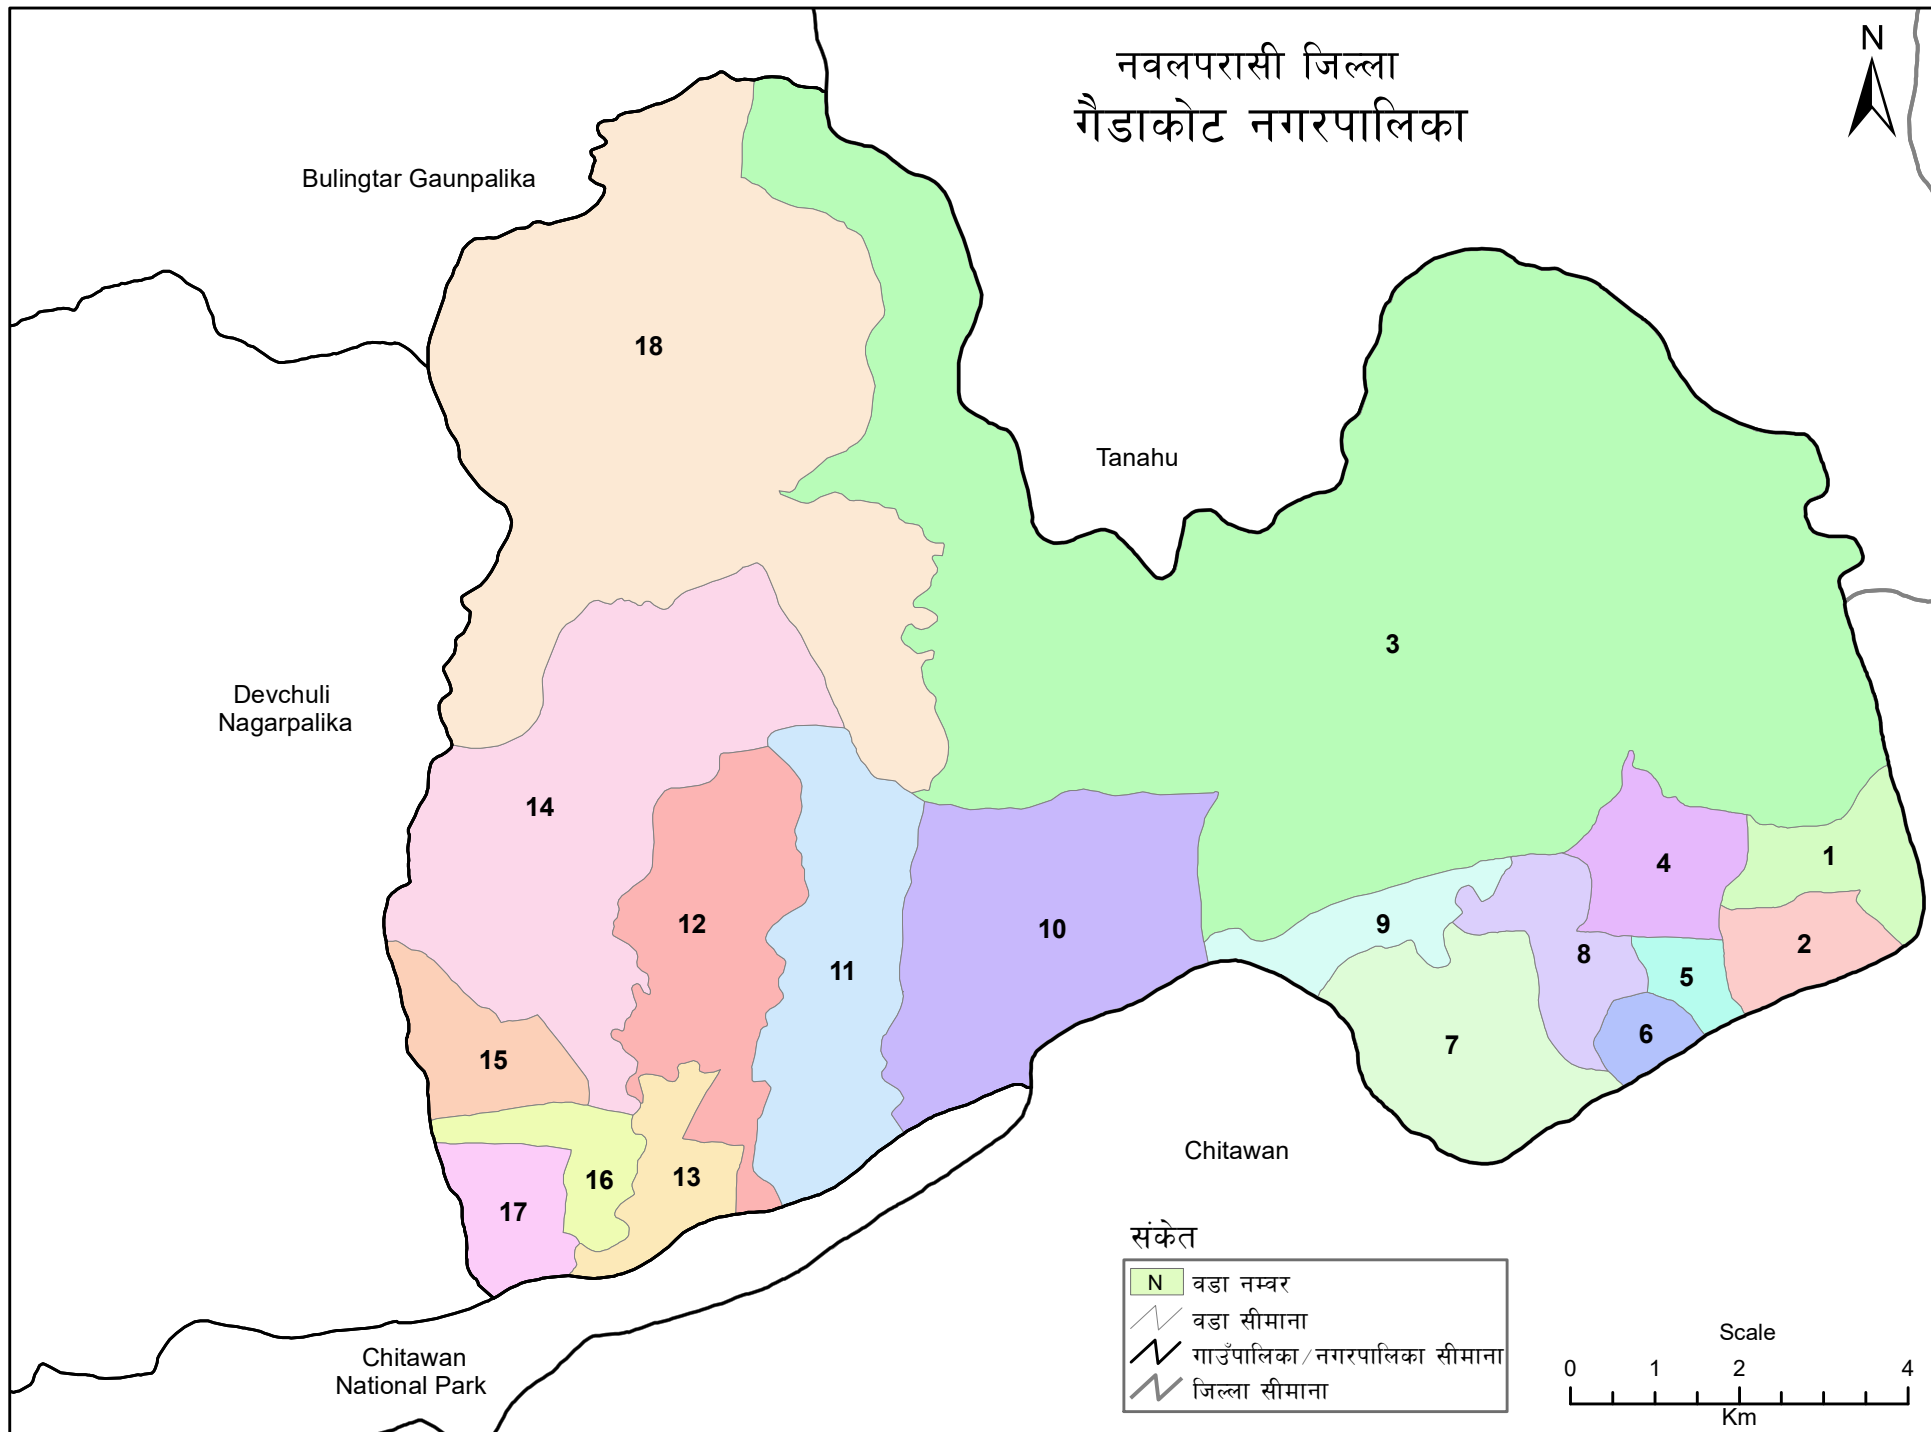 नवलपरासी जिल्ला
गैडाकोट नगरपालिका
N
Bulingtar Gaunpalika
18
Tanahu
3
Devchuli
Nagarpalika
14
4
1
12
9
10
2
8
11
5
6
7
15
Chitawan
16
13
17
संकेत
N वडा नम्वर
वडा सीमाना
गाउँपालिका/नगरपालिका सीमाना
जिल्ला सीमाना
Chitawan
National Park
Scale
0 1 2 4
Km